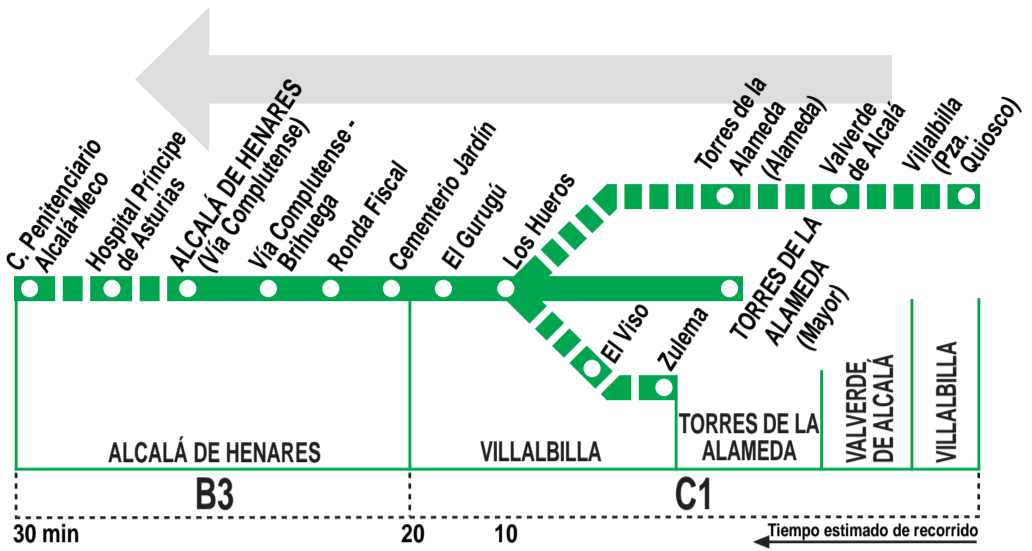 C. Penitenciario
Alcalá-Meco
Hospital Príncipe
de Asturias
ALCALÁ DE HENARES
(Vía Complutense)
Vía Complutense -
Brihuega
Ronda Fiscal
Cementerio Jardín
El Gurugú
Los Hueros
Torres de la
Alameda
(Alameda)
Valverde
de Alcalá
Villalbilla
(Pza.
Quiosco)
El Viso
Zulema
TORRES DE LA
ALAMEDA
(Mayor)
ALCALÁ DE HENARES
VILLALBILLA
TORRES DE LA
ALAMEDA
VALVERDE
DE ALCALÁ
VILLALBILLA
B3
C1
30 min
20
10
Tiempo estimado de recorrido